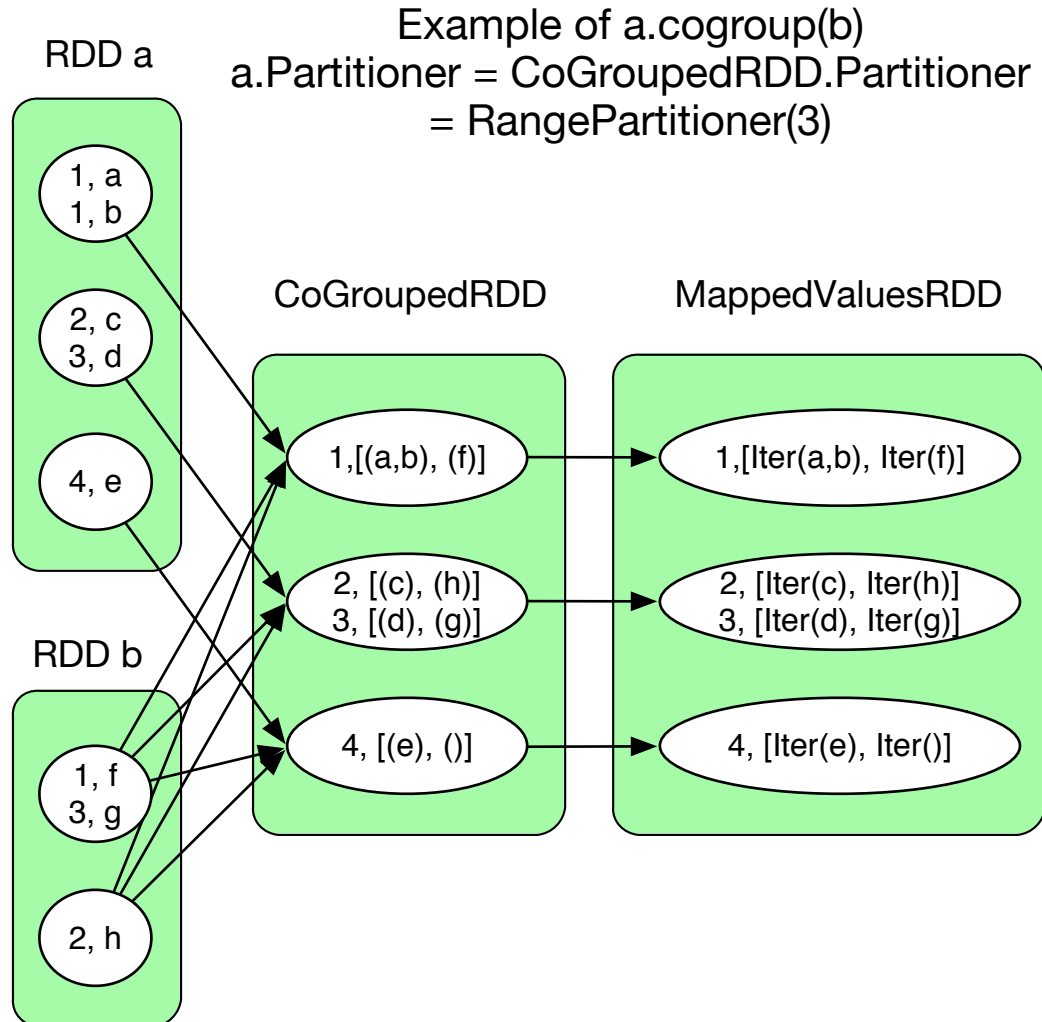 Example of a.cogroup(b)
a.Partitioner = CoGroupedRDD.Partitioner
= RangePartitioner(3)
RDD a
1, a
1, b
2, c
3, d
4, e
RDD b
1, f
3, g
2, h
CoGroupedRDD
1,[(a,b), (f)]
2, [(c), (h)]
3, [(d), (g)]
4, [(e), ()]
MappedValuesRDD
1,[Iter(a,b), Iter(f)]
2, [Iter(c), Iter(h)]
3, [Iter(d), Iter(g)]
4, [Iter(e), Iter()]